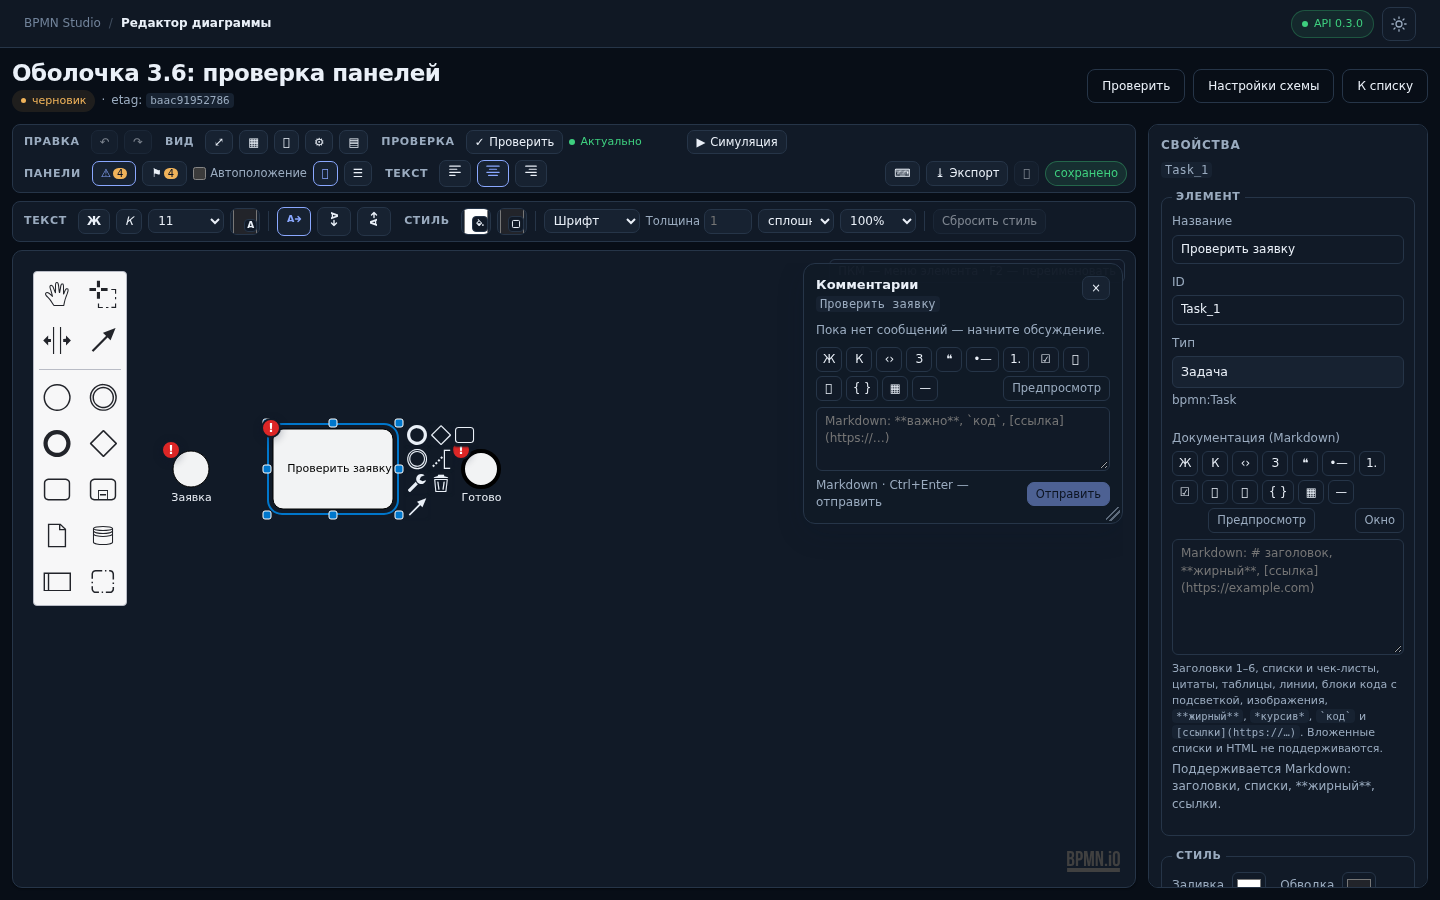 BPMN Studio / Редактор диаграммы
API 0.3.0
Оболочка 3.6: проверка панелей
черновик · etag: baac91952786
Проверить
Настройки схемы
К списку
ПРАВКА ВИД ПРОВЕРКА ✓ Проверить Актуально ▶ Симуляция
ПАНЕЛИ ⚠ 4 ⚑ 4 Автоположение ТЕКСТ Экспорт сохранено
ТЕКСТ Ж К 11 A A→ A A СТИЛЬ Шрифт Толщина 1 сплошн 100% Сбросить стиль
Комментарии ×
Проверить заявку
Пока нет сообщений — начните обсуждение.
Ж К ‹› З ❝ •— 1. ☑
{ } ▦ — Предпросмотр
Markdown: **важно**, `код`, [ссылка]
(https://…)
Markdown · Ctrl+Enter —
отправить
Отправить
!
Заявка
!
Проверить заявку
!
Готово
BPMN.iO
СВОЙСТВА
Task_1
ЭЛЕМЕНТ
Название
Проверить заявку
ID
Task_1
Тип
Задача
bpmn:Task
Документация (Markdown)
Ж К ‹› З ❝ •— 1.
☑ { } ▦ —
Предпросмотр Окно
Markdown: # заголовок,
**жирный**, [ссылка]
(https://example.com)
Заголовки 1–6, списки и чек-листы,
цитаты, таблицы, линии, блоки кода с
подсветкой, изображения,
**жирный**, *курсив*, `код` и
[ссылки](https://…). Вложенные
списки и HTML не поддерживаются.
Поддерживается Markdown:
заголовки, списки, **жирный**,
ссылки.
СТИЛЬ
Заливка Обводка